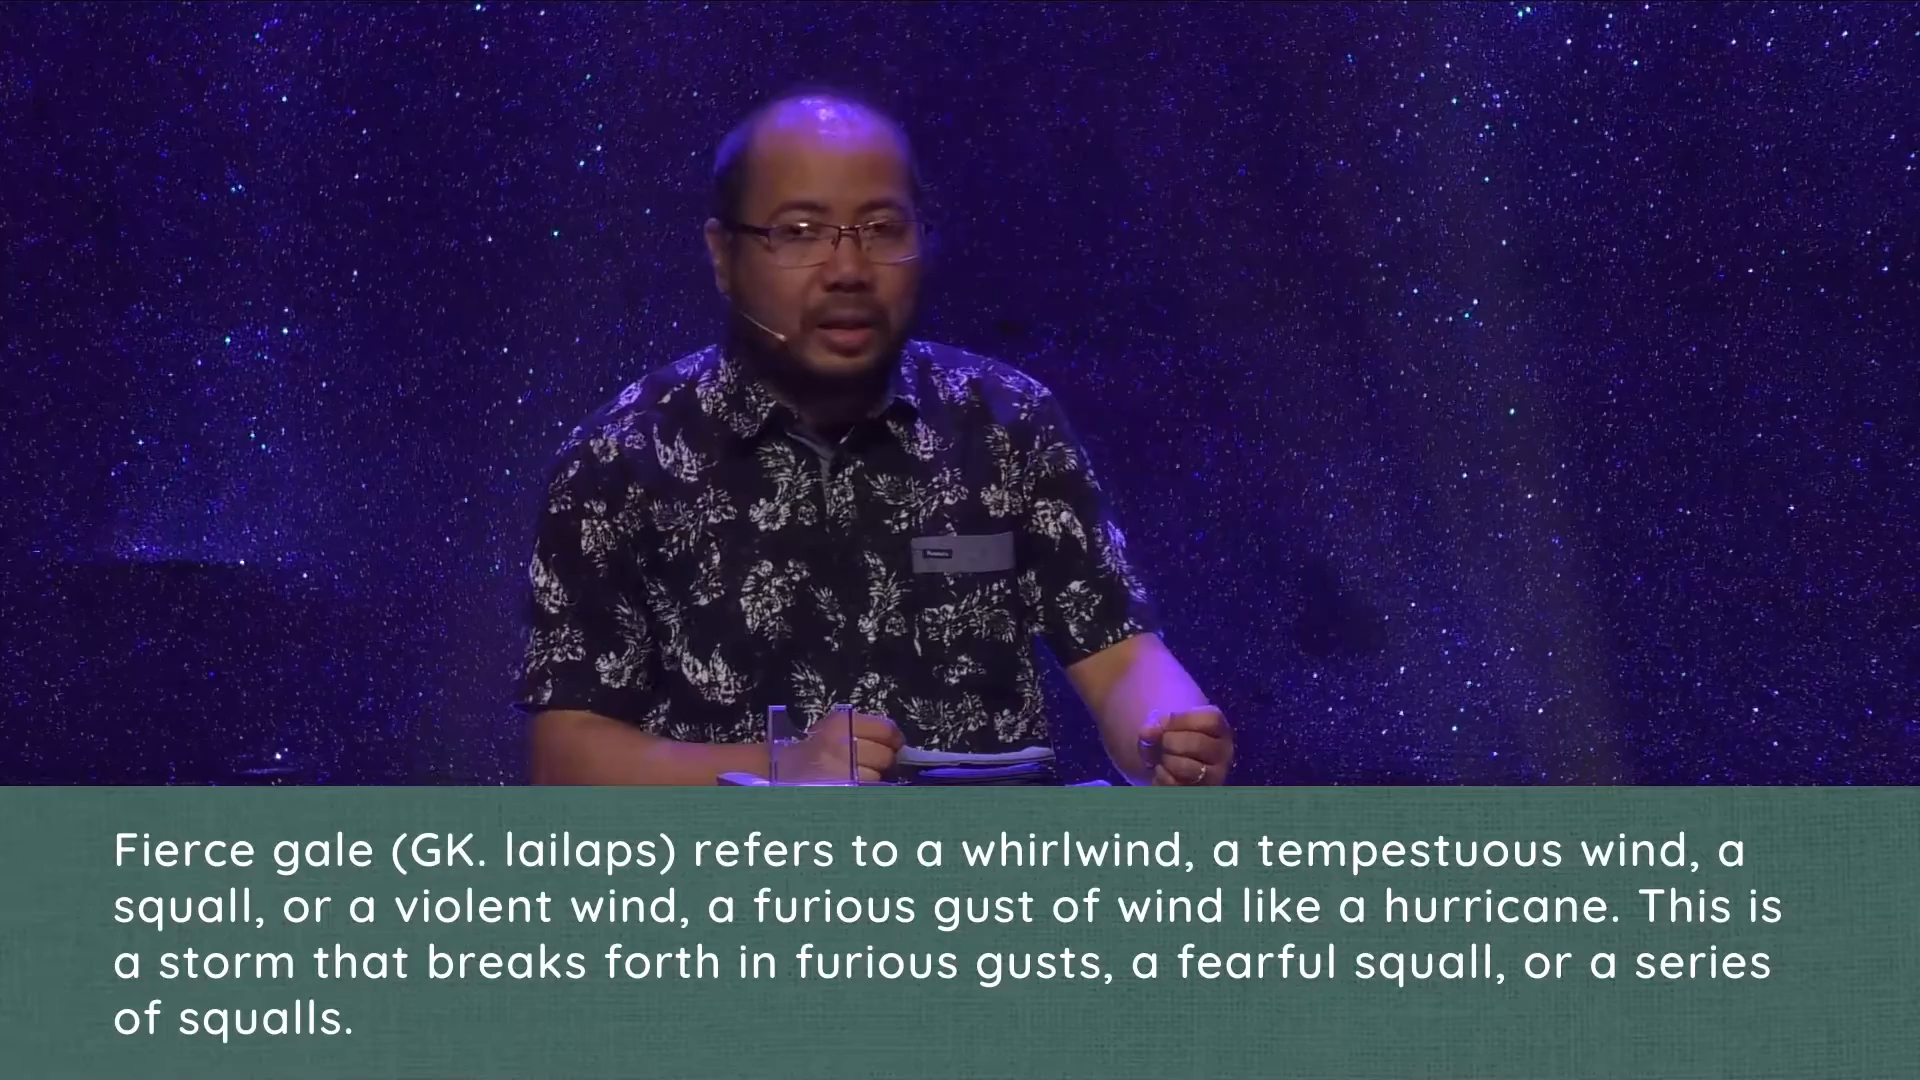 Fierce gale (GK. lailaps) refers to a whirlwind, a tempestuous wind, a
squall, or a violent wind, a furious gust of wind like a hurricane. This is
a storm that breaks forth in furious gusts, a fearful squall, or a series
of squalls.